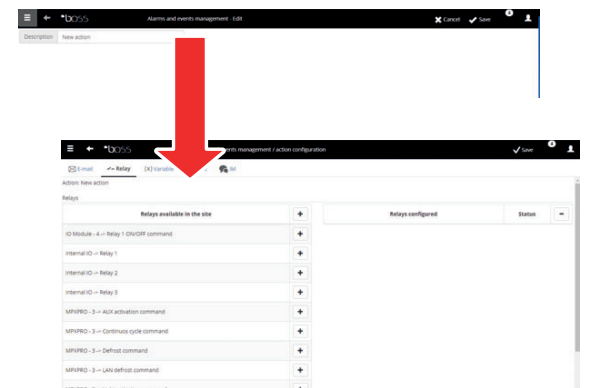 boss Alarms and events management - Edit Cancel Save
Description New action
boss ents management / action configuration Save
E-mail Relay (X) Variable IM
Action: New action
Relays
Relays available in the site + Relays configured Status -
IO Module - 4 -> Relay 1 ON/OFF command +
Internal IO -> Relay 1 +
Internal IO -> Relay 2 +
Internal IO -> Relay 3 +
MPXPRO - 3 -> AUX activation command +
MPXPRO - 3 -> Continuos cycle command +
MPXPRO - 3 -> Defrost command +
MPXPRO - 3 -> LAN defrost command +